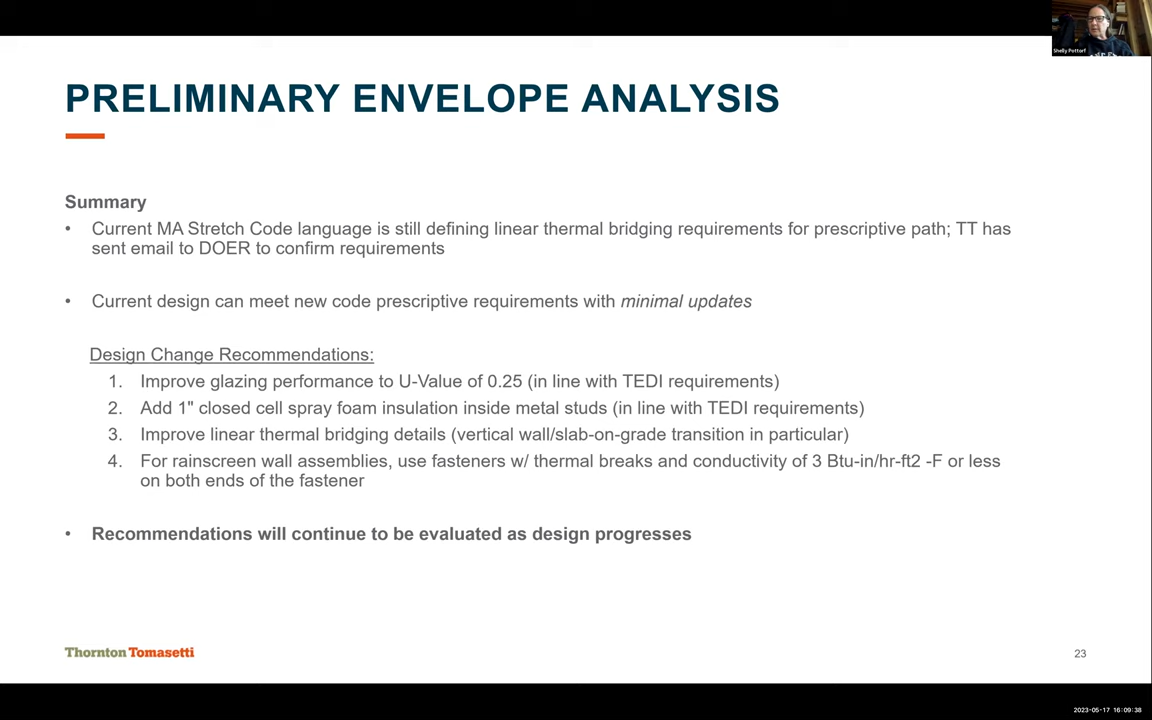 Shelly Pottorf
PRELIMINARY ENVELOPE ANALYSIS
Summary
• Current MA Stretch Code language is still defining linear thermal bridging requirements for prescriptive path; TT has
sent email to DOER to confirm requirements
• Current design can meet new code prescriptive requirements with minimal updates
Design Change Recommendations:
1. Improve glazing performance to U-Value of 0.25 (in line with TEDI requirements)
2. Add 1" closed cell spray foam insulation inside metal studs (in line with TEDI requirements)
3. Improve linear thermal bridging details (vertical wall/slab-on-grade transition in particular)
4. For rainscreen wall assemblies, use fasteners w/ thermal breaks and conductivity of 3 Btu-in/hr-ft2 -F or less
on both ends of the fastener
• Recommendations will continue to be evaluated as design progresses
Thornton Tomasetti
23
2023-05-17 16:09:38